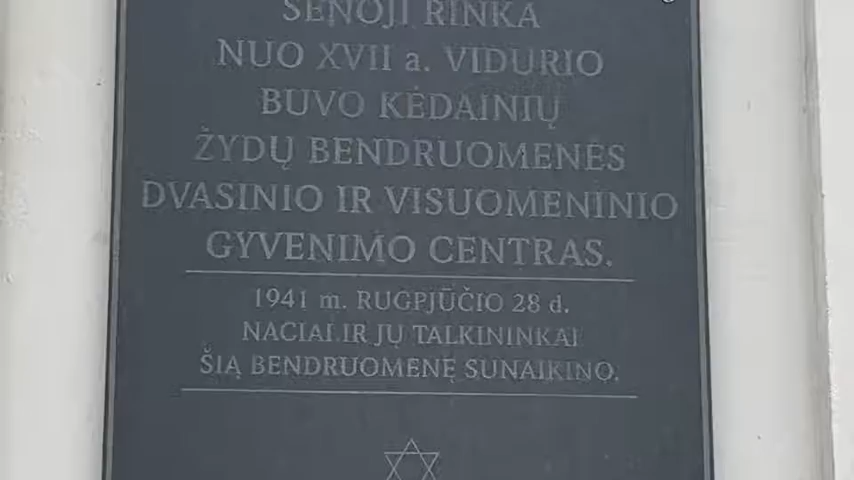 SENOJI RINKA
NUO XVII a. VIDURIO
BUVO KĖDAINIŲ
ŽYDŲ BENDRUOMENĖS
DVASINIO IR VISUOMENINIO
GYVENIMO CENTRAS.
1941 m. RUGPJŪČIO 28 d.
NACIAI IR JŲ TALKININKAI
ŠIĄ BENDRUOMENĘ SUNAIKINO.